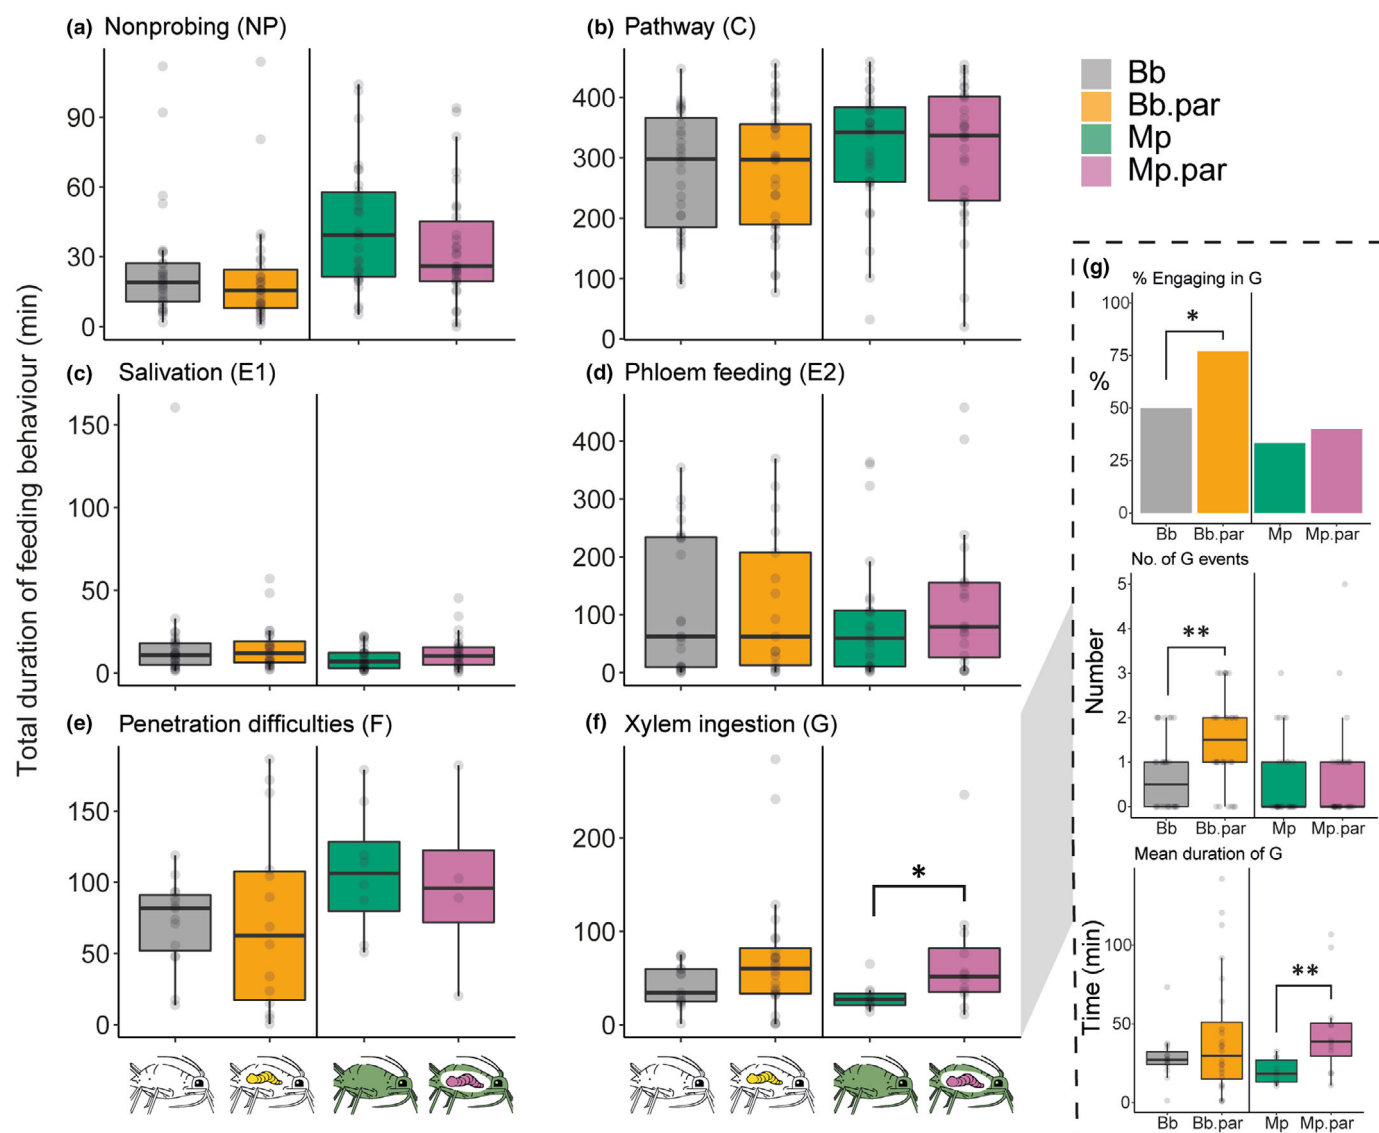 (a) Nonprobing (NP)
90
60
30
0
(b) Pathway (C)
400
300
200
100
0
Bb
Bb.par
Mp
Mp.par
Total duration of feeding behaviour (min)
(c) Salivation (E1)
150
100
50
0
(d) Phloem feeding (E2)
400
300
200
100
0
(e) Penetration difficulties (F)
150
100
50
0
(f) Xylem ingestion (G)
200
100
0
*
(g)
% Engaging in G
100
75
50
25
0
%
*
Bb Bb.par Mp Mp.par
No. of G events
5
4
3
2
1
0
Number
**
Bb Bb.par Mp Mp.par
Mean duration of G
100
50
0
Time (min)
**
Bb Bb.par Mp Mp.par